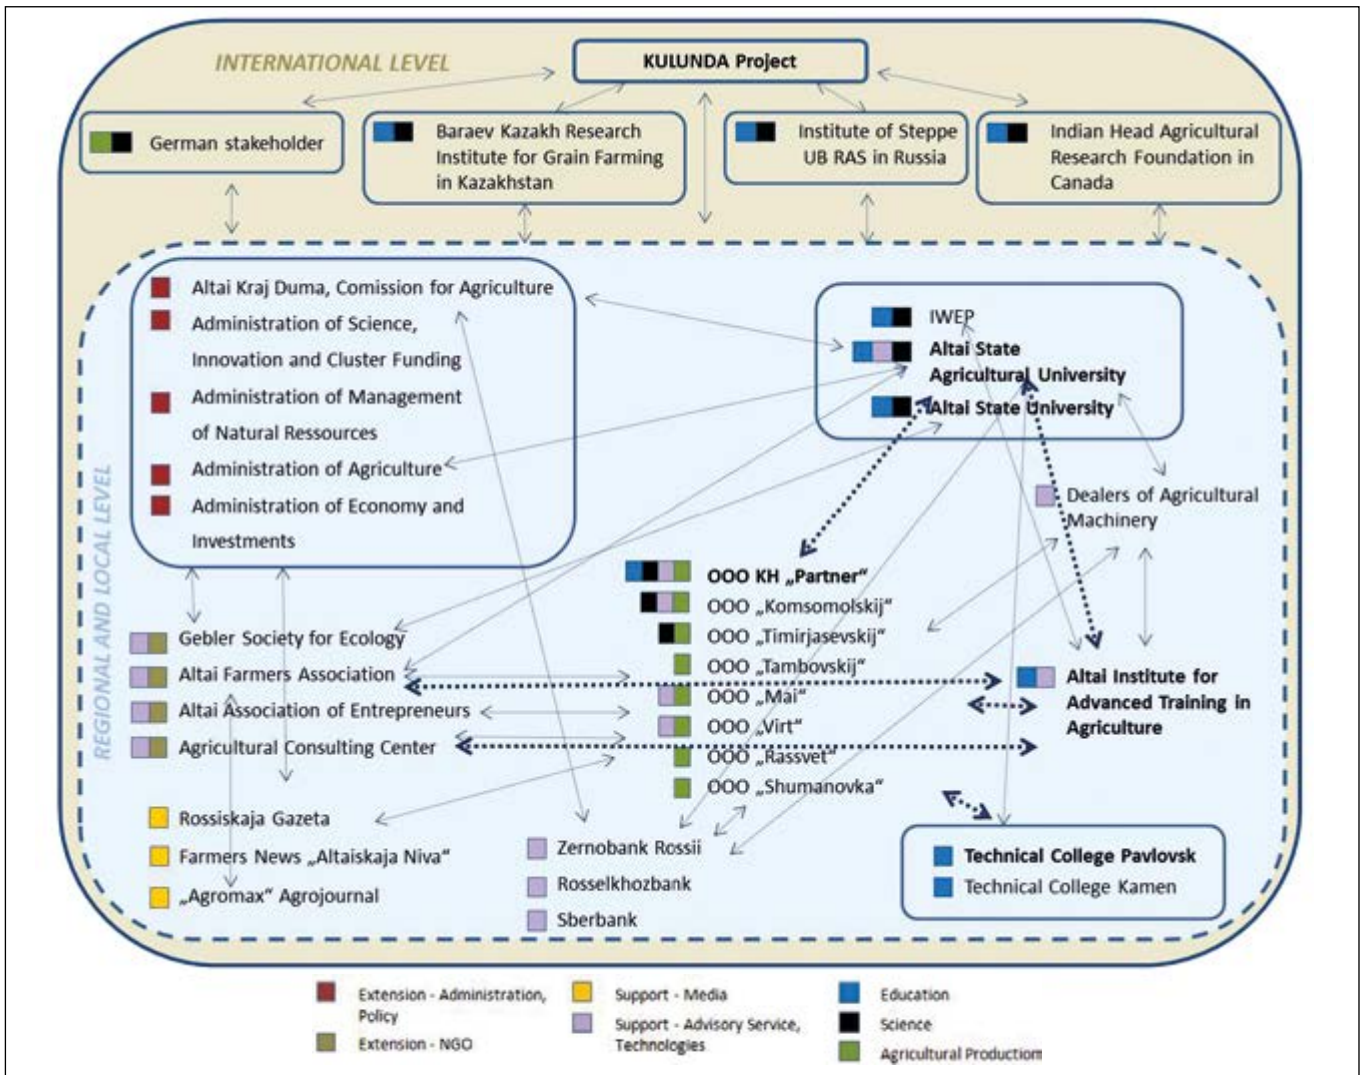 INTERNATIONAL LEVEL
KULUNDA Project
German stakeholder
Baraev Kazakh Research
Institute for Grain Farming
in Kazakhstan
Institute of Steppe
UB RAS in Russia
Indian Head Agricultural
Research Foundation in
Canada
REGIONAL AND LOCAL LEVEL
Altai Kraj Duma, Comission for Agriculture
Administration of Science,
Innovation and Cluster Funding
Administration of Management
of Natural Ressources
Administration of Agriculture
Administration of Economy and
Investments
IWEP
Altai State
Agricultural University
Altai State University
Dealers of Agricultural
Machinery
OOO KH „Partner“
OOO „Komsomolskij“
OOO „Timirjasevskij“
OOO „Tambovskij“
OOO „Mai“
OOO „Virt“
OOO „Rassvet“
OOO „Shumanovka“
Gebler Society for Ecology
Altai Farmers Association
Altai Association of Entrepreneurs
Agricultural Consulting Center
Altai Institute for
Advanced Training in
Agriculture
Rossiskaja Gazeta
Farmers News „Altaiskaja Niva“
„Agromax“ Agrojournal
Zernobank Rossii
Rosselkhozbank
Sberbank
Technical College Pavlovsk
Technical College Kamen
Extension - Administration,
Policy
Extension - NGO
Support - Media
Support - Advisory Service,
Technologies
Education
Science
Agricultural Production